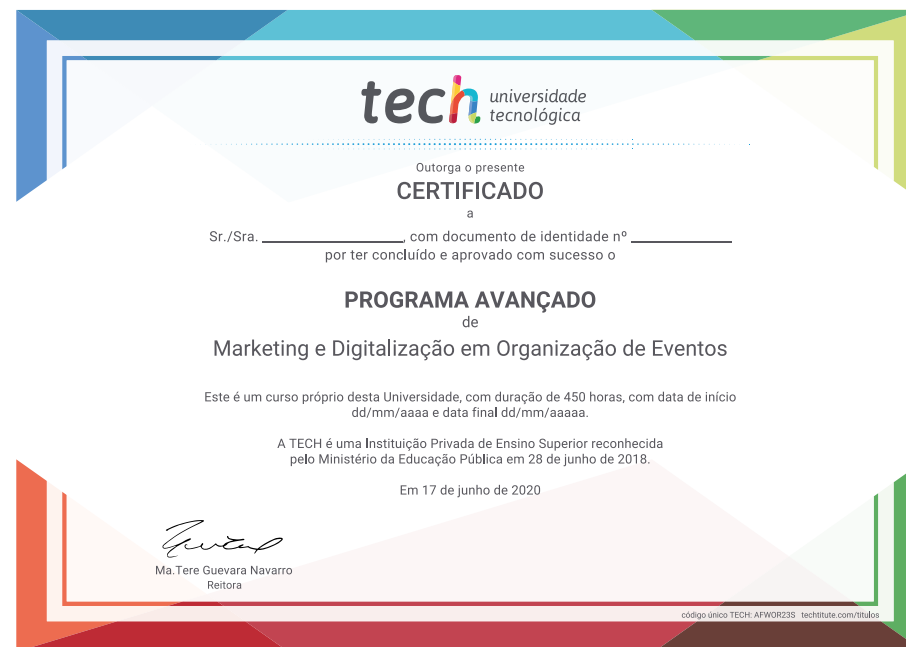 tech universidade
tecnológica
Outorga o presente
CERTIFICADO
a
Sr./Sra. ____________________, com documento de identidade nº ______________
por ter concluído e aprovado com sucesso o
PROGRAMA AVANÇADO
de
Marketing e Digitalização em Organização de Eventos
Este é um curso próprio desta Universidade, com duração de 450 horas, com data de início
dd/mm/aaaa e data final dd/mm/aaaaa.
A TECH é uma Instituição Privada de Ensino Superior reconhecida
pelo Ministério da Educação Pública em 28 de junho de 2018.
Em 17 de junho de 2020
Ma.Tere Guevara Navarro
Reitora
código único TECH: AFWOR23S techtitute.com/titulos